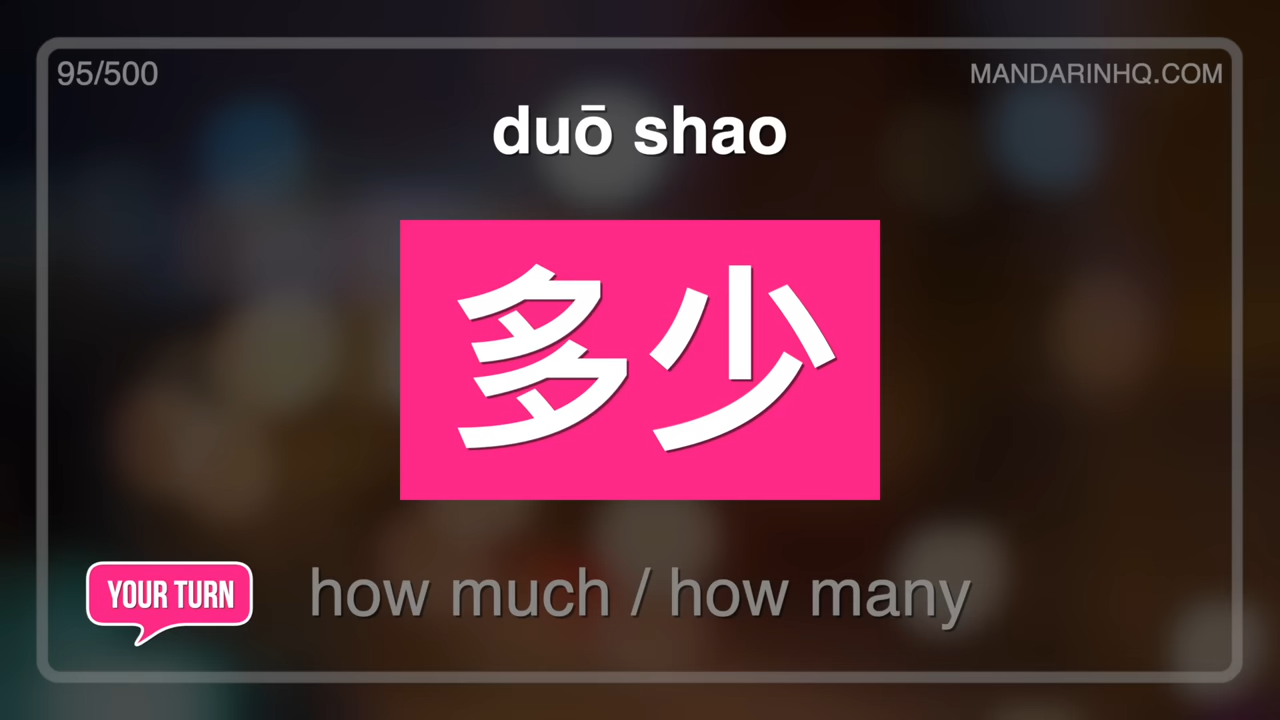 95/500
MANDARINHQ.COM
duō shao
多少
YOUR TURN
how much / how many